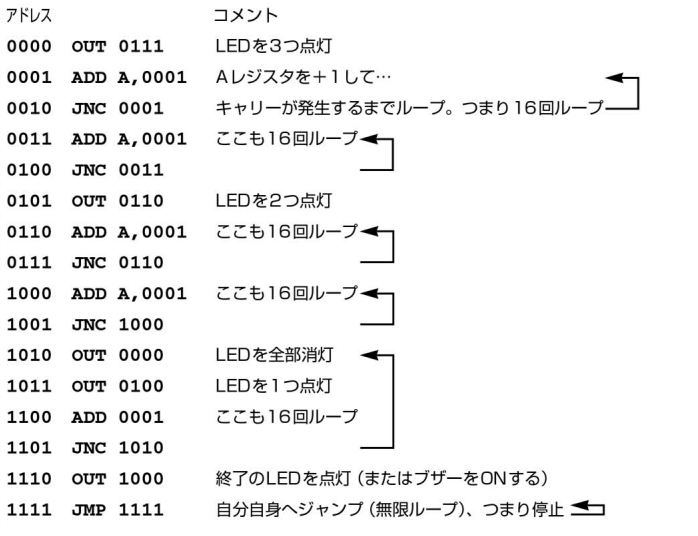 アドレス コメント
0000 OUT 0111 LEDを3つ点灯
0001 ADD A,0001 Aレジスタを+1して…
0010 JNC 0001 キャリーが発生するまでループ。つまり16回ループ
0011 ADD A,0001 ここも16回ループ
0100 JNC 0011
0101 OUT 0110 LEDを2つ点灯
0110 ADD A,0001 ここも16回ループ
0111 JNC 0110
1000 ADD A,0001 ここも16回ループ
1001 JNC 1000
1010 OUT 0000 LEDを全部消灯
1011 OUT 0100 LEDを1つ点灯
1100 ADD 0001 ここも16回ループ
1101 JNC 1010
1110 OUT 1000 終了のLEDを点灯(またはブザーをONする)
1111 JMP 1111 自分自身へジャンプ(無限ループ)、つまり停止